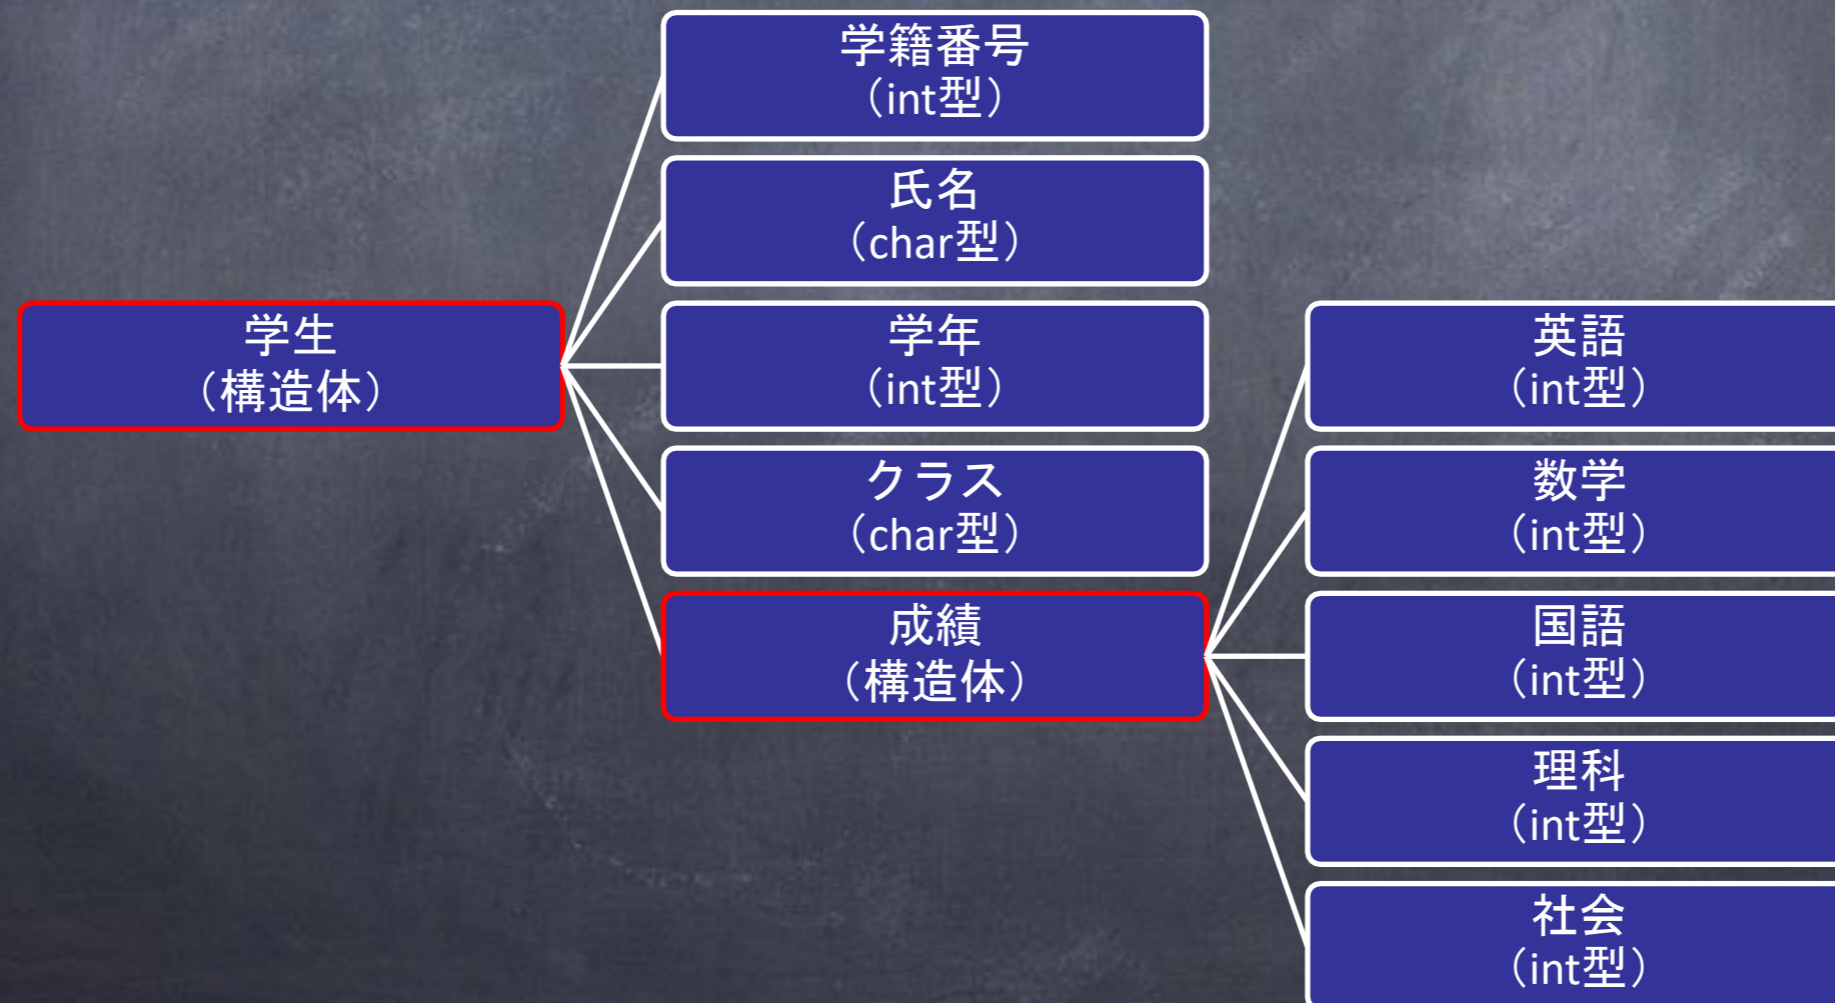 学生
（構造体）
学籍番号
（int型）
氏名
（char型）
学年
（int型）
クラス
（char型）
成績
（構造体）
英語
（int型）
数学
（int型）
国語
（int型）
理科
（int型）
社会
（int型）